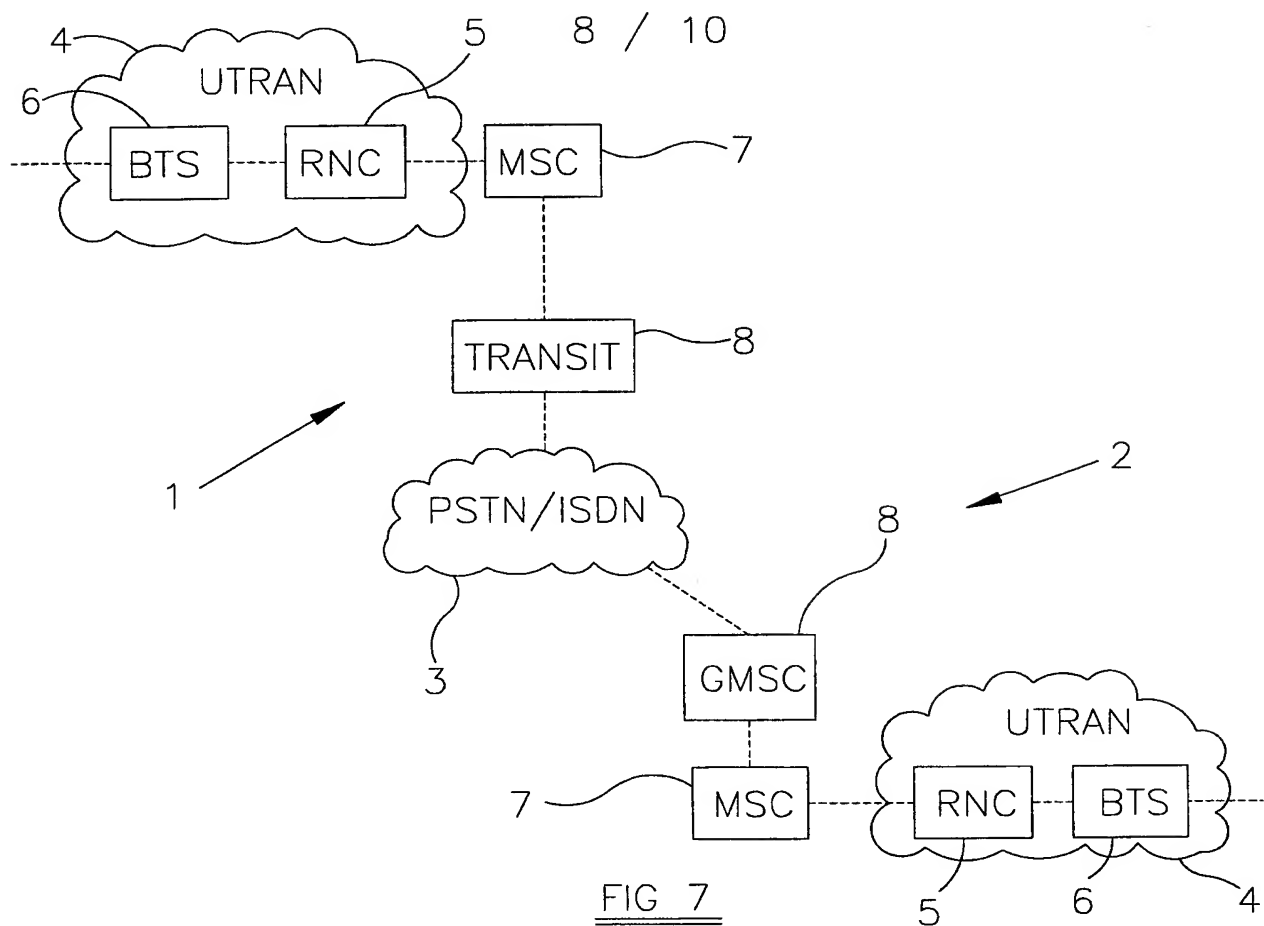 8 / 10
4
5
UTRAN
6
BTS
RNC
MSC
7
TRANSIT
8
1
2
PSTN/ISDN
8
3
GMSC
UTRAN
7
MSC
RNC
BTS
5
6
4
FIG 7